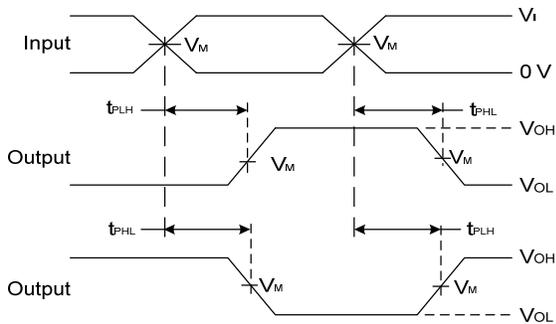 VI
Input VM VM
0 V
tPLH tPHL
VOH
Output VM VM
VOL
tPHL tPLH
VOH
Output VM VM
VOL